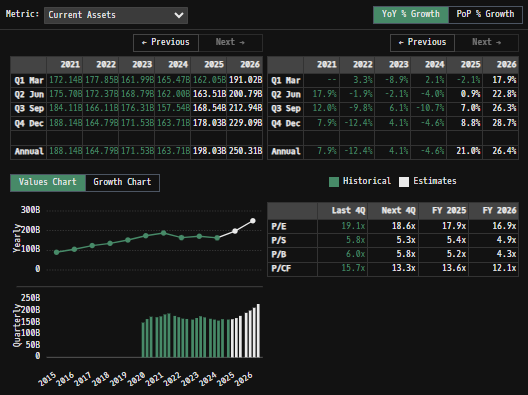 Metric: Current Assets YoY % Growth PoP % Growth
← Previous Next → ← Previous Next →
2021 2022 2023 2024 2025 2026 2021 2022 2023 2024 2025 2026
Q1 Mar 172.14B 177.85B 161.99B 165.47B 162.05B 191.02B Q1 Mar -- 3.3% -8.9% 2.1% -2.1% 17.9%
Q2 Jun 175.70B 172.37B 168.79B 162.00B 163.51B 200.79B Q2 Jun 17.9% -1.9% -2.1% -4.0% 0.9% 22.8%
Q3 Sep 184.11B 166.11B 176.31B 157.54B 168.54B 212.94B Q3 Sep 12.0% -9.8% 6.1% -10.7% 7.0% 26.3%
Q4 Dec 188.14B 164.79B 171.53B 163.71B 178.03B 229.09B Q4 Dec 7.9% -12.4% 4.1% -4.6% 8.8% 28.7%
Annual 188.14B 164.79B 171.53B 163.71B 198.03B 250.31B Annual 7.9% -12.4% 4.1% -4.6% 21.0% 26.4%
Values Chart Growth Chart Historical Estimates
Last 4Q Next 4Q FY 2025 FY 2026
P/E 19.1x 18.6x 17.9x 16.9x
P/S 5.8x 5.3x 5.4x 4.9x
P/B 6.0x 5.8x 5.2x 4.3x
P/CF 15.7x 13.3x 13.6x 12.1x
Yearly
300B
200B
100B
0
Quarterly
250B
200B
150B
100B
50B
0
2015 2016 2017 2018 2019 2020 2021 2022 2023 2024 2025 2026